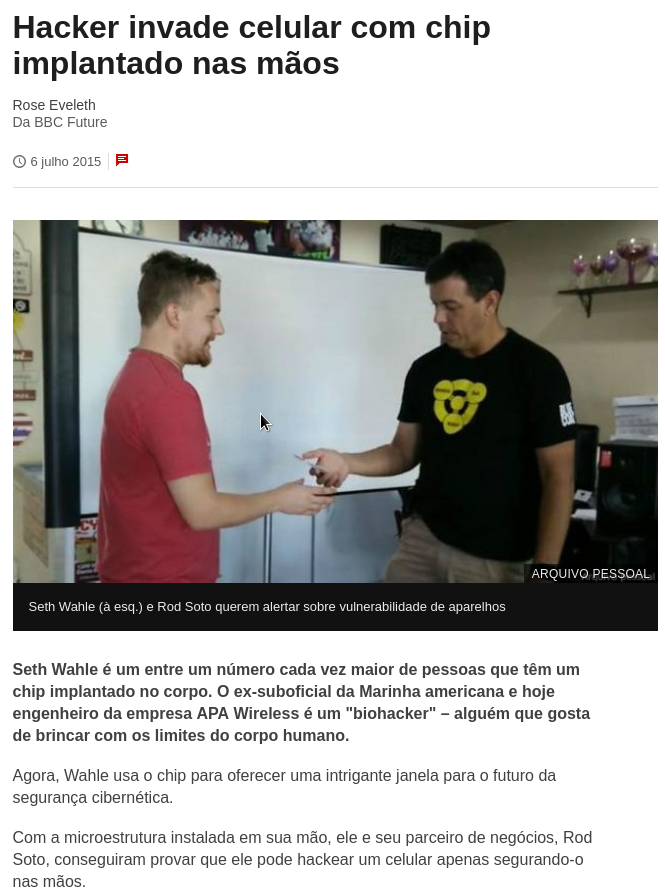 Hacker invade celular com chip
implantado nas mãos
Rose Eveleth
Da BBC Future
6 julho 2015
ARQUIVO PESSOAL
Seth Wahle (à esq.) e Rod Soto querem alertar sobre vulnerabilidade de aparelhos
Seth Wahle é um entre um número cada vez maior de pessoas que têm um
chip implantado no corpo. O ex-suboficial da Marinha americana e hoje
engenheiro da empresa APA Wireless é um "biohacker" – alguém que gosta
de brincar com os limites do corpo humano.
Agora, Wahle usa o chip para oferecer uma intrigante janela para o futuro da
segurança cibernética.
Com a microestrutura instalada em sua mão, ele e seu parceiro de negócios, Rod
Soto, conseguiram provar que ele pode hackear um celular apenas segurando-o
nas mãos.